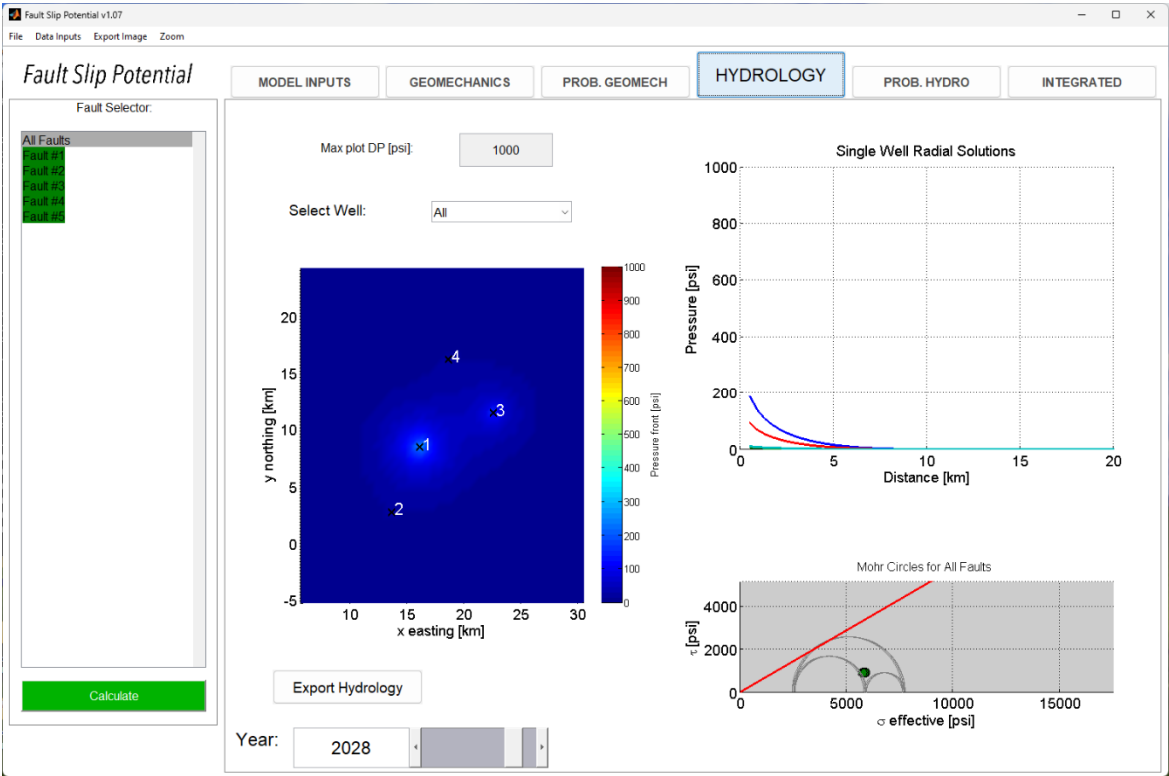 Fault Slip Potential v1.07
File Data Inputs Export Image Zoom
Fault Slip Potential
MODEL INPUTS
GEOMECHANICS
PROB. GEOMECH
HYDROLOGY
PROB. HYDRO
INTEGRATED
Fault Selector:
All Faults
Fault #1
Fault #2
Fault #3
Fault #4
Fault #5
Calculate
Max plot DP [psi]: 1000
Select Well: All
20
15
10
5
0
-5
y northing [km]
4
3
1
2
10 15 20 25 30
x easting [km]
1000
900
800
700
600
500
400
300
200
100
0
Pressure front [psi]
Export Hydrology
Year: 2028
Single Well Radial Solutions
1000
800
600
400
200
0
Pressure [psi]
0 5 10 15 20
Distance [km]
Mohr Circles for All Faults
4000
2000
0
τ [psi]
0 5000 10000 15000
σ effective [psi]